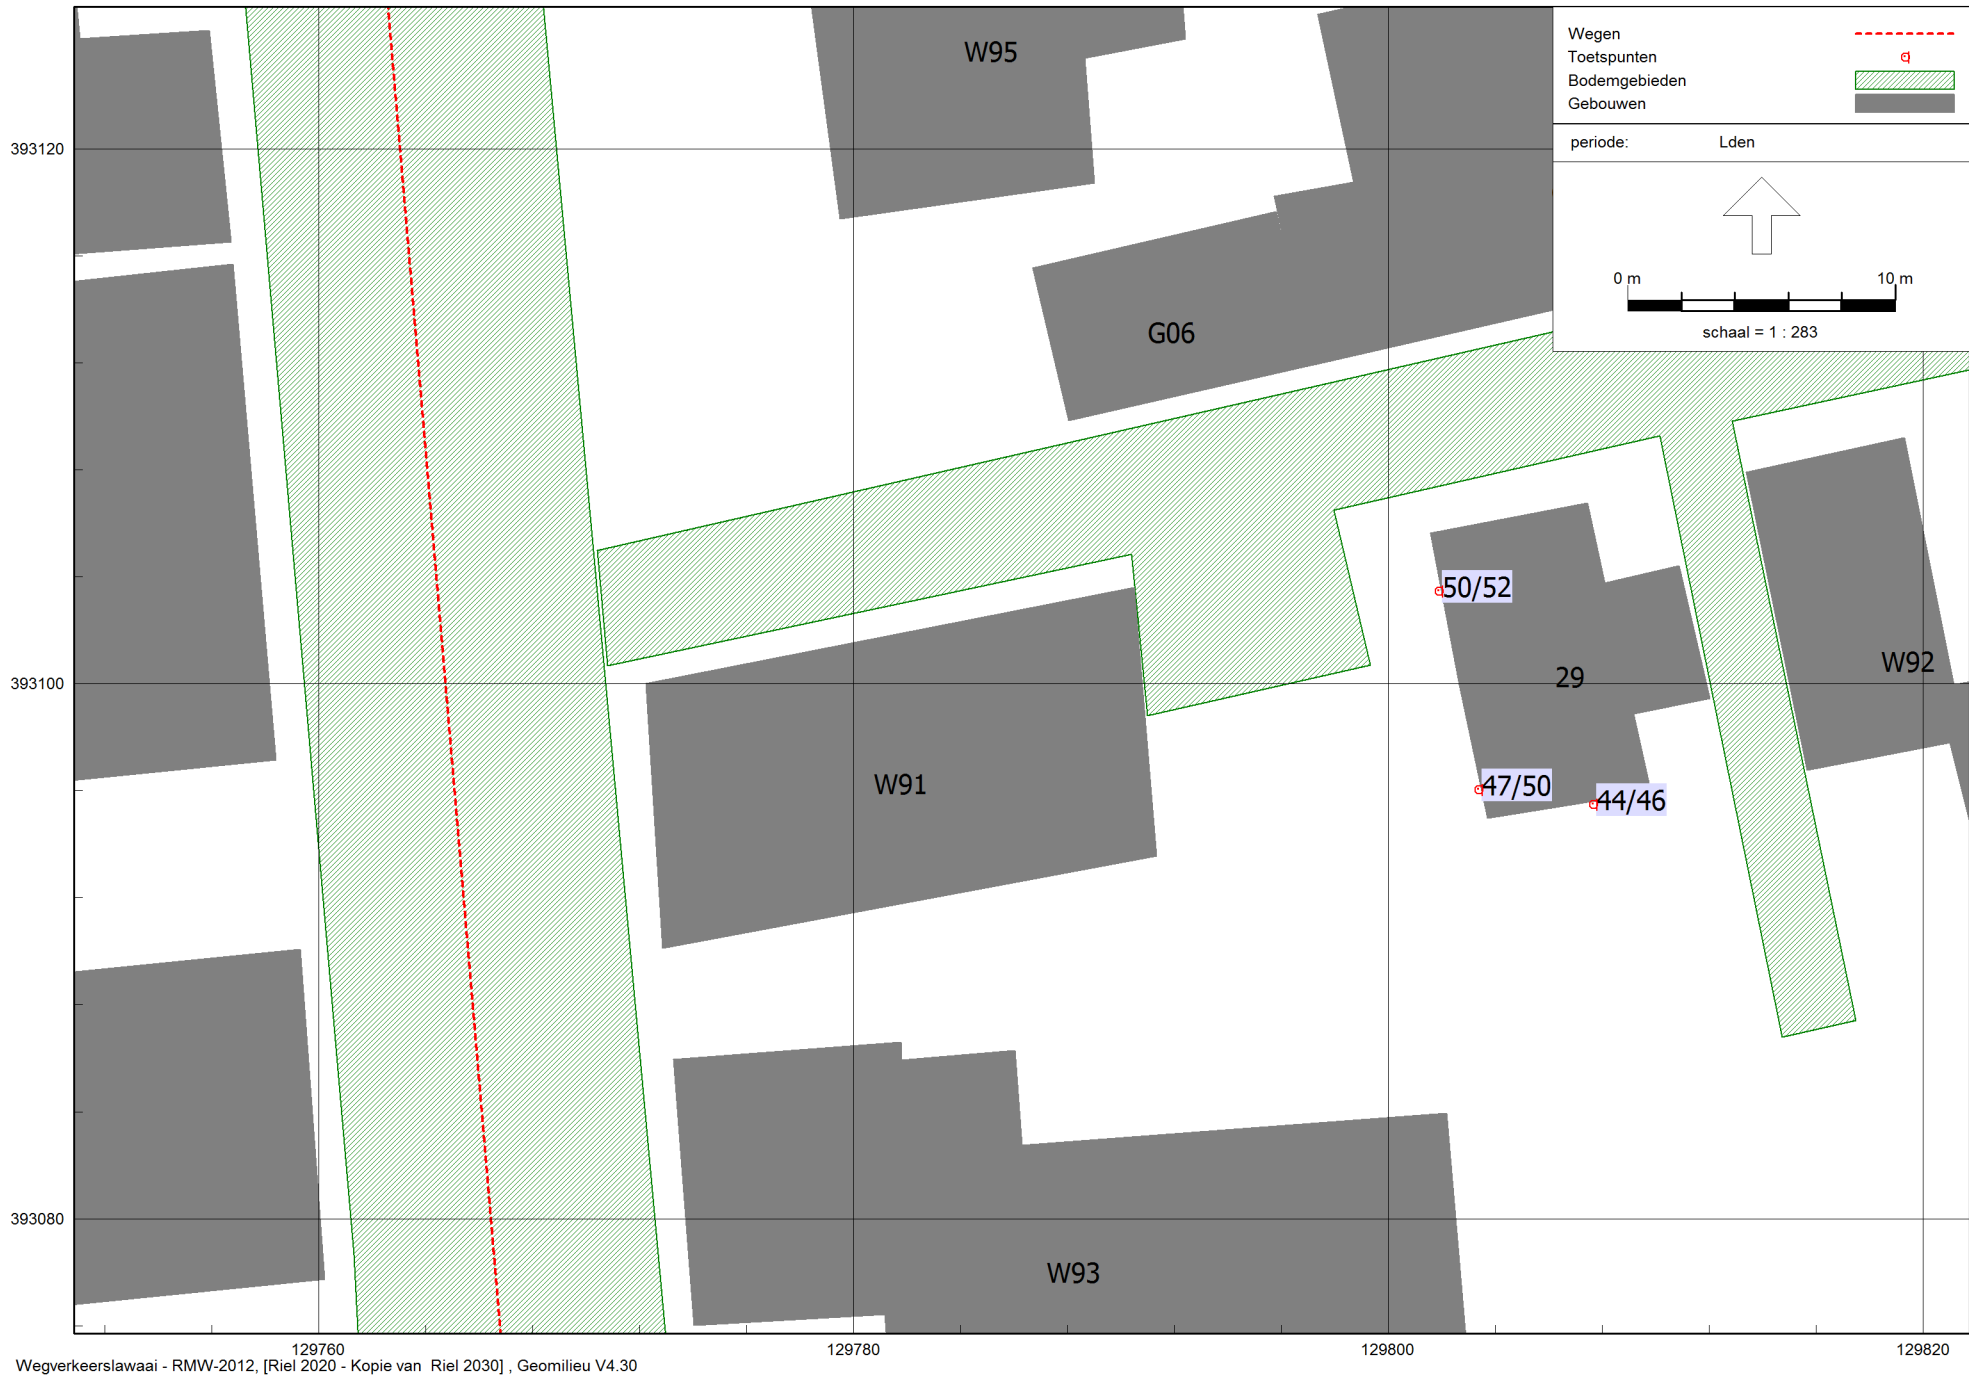 Wegen
Toetspunten
Bodemgebieden
Gebouwen
periode: Lden
0 m 10 m
schaal = 1 : 283
W95
G06
W91
W92
W93
29
50/52
47/50
44/46
393120
393100
393080
129760 129780 129800 129820
Wegverkeerslawaai - RMW-2012, [Riel 2020 - Kopie van  Riel 2030] , Geomilieu V4.30